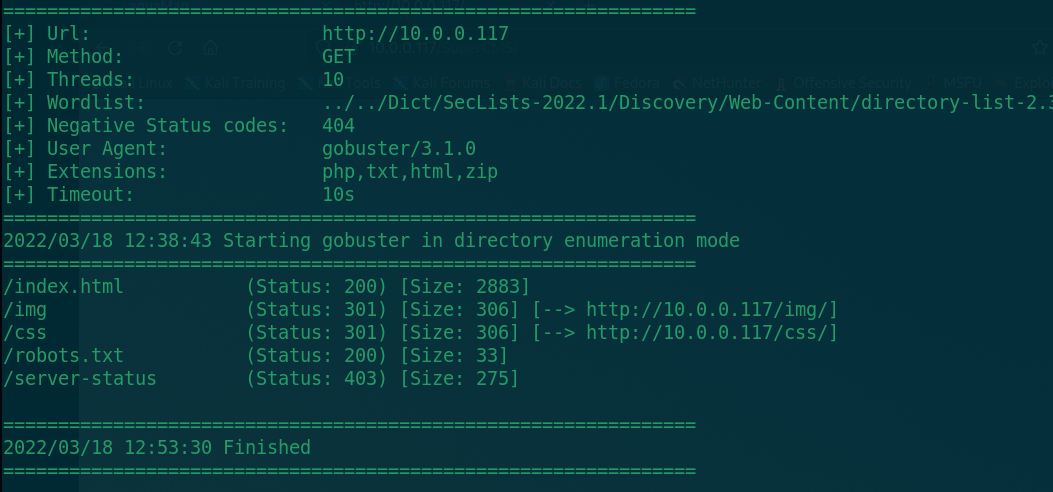 ===============================================================
[+] Url:                     http://10.0.0.117
[+] Method:                  GET
[+] Threads:                 10
[+] Wordlist:                ../../Dict/SecLists-2022.1/Discovery/Web-Content/directory-list-2.3
[+] Negative Status codes:   404
[+] User Agent:              gobuster/3.1.0
[+] Extensions:              php,txt,html,zip
[+] Timeout:                 10s
===============================================================
2022/03/18 12:38:43 Starting gobuster in directory enumeration mode
===============================================================
/index.html           (Status: 200) [Size: 2883]
/img                  (Status: 301) [Size: 306] [--> http://10.0.0.117/img/]
/css                  (Status: 301) [Size: 306] [--> http://10.0.0.117/css/]
/robots.txt           (Status: 200) [Size: 33]
/server-status        (Status: 403) [Size: 275]
===============================================================
2022/03/18 12:53:30 Finished
===============================================================